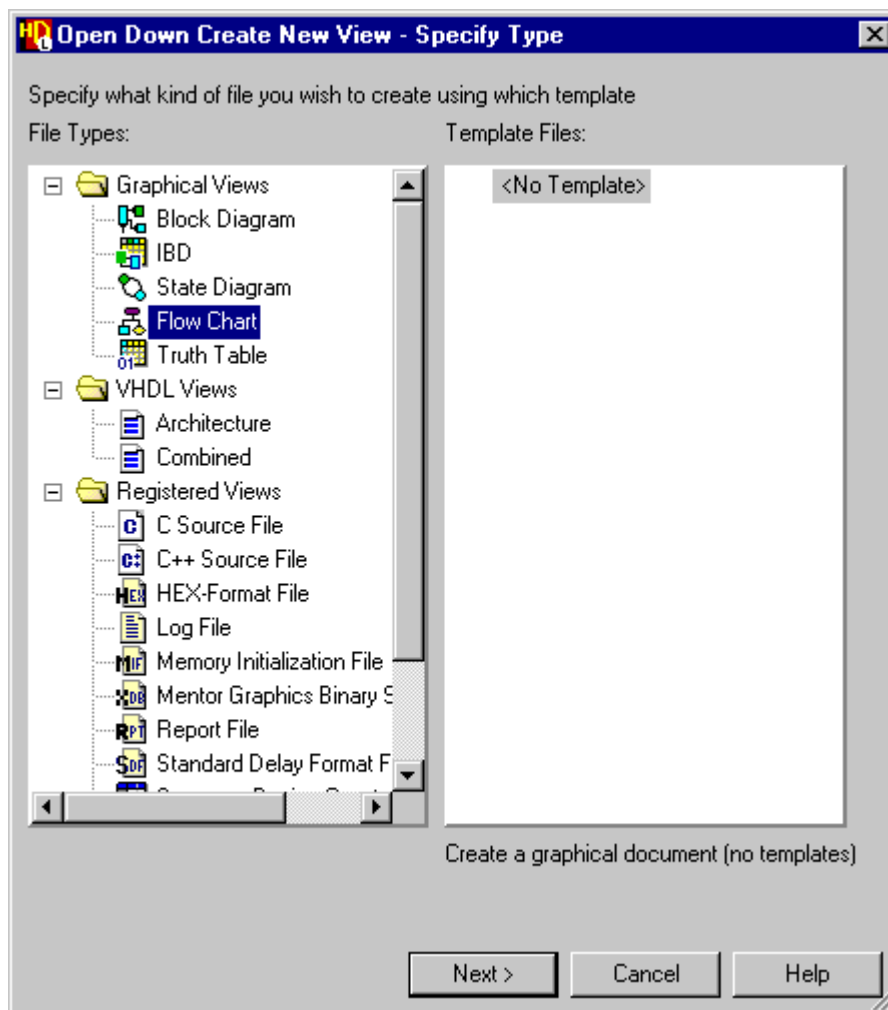 Open Down Create New View - Specify Type
Specify what kind of file you wish to create using which template
File Types:
Template Files:
Graphical Views
Block Diagram
IBD
State Diagram
Flow Chart
Truth Table
VHDL Views
Architecture
Combined
Registered Views
C Source File
C++ Source File
HEX-Format File
Log File
Memory Initialization File
Mentor Graphics Binary S
Report File
Standard Delay Format F
<No Template>
Create a graphical document (no templates)
Next >
Cancel
Help